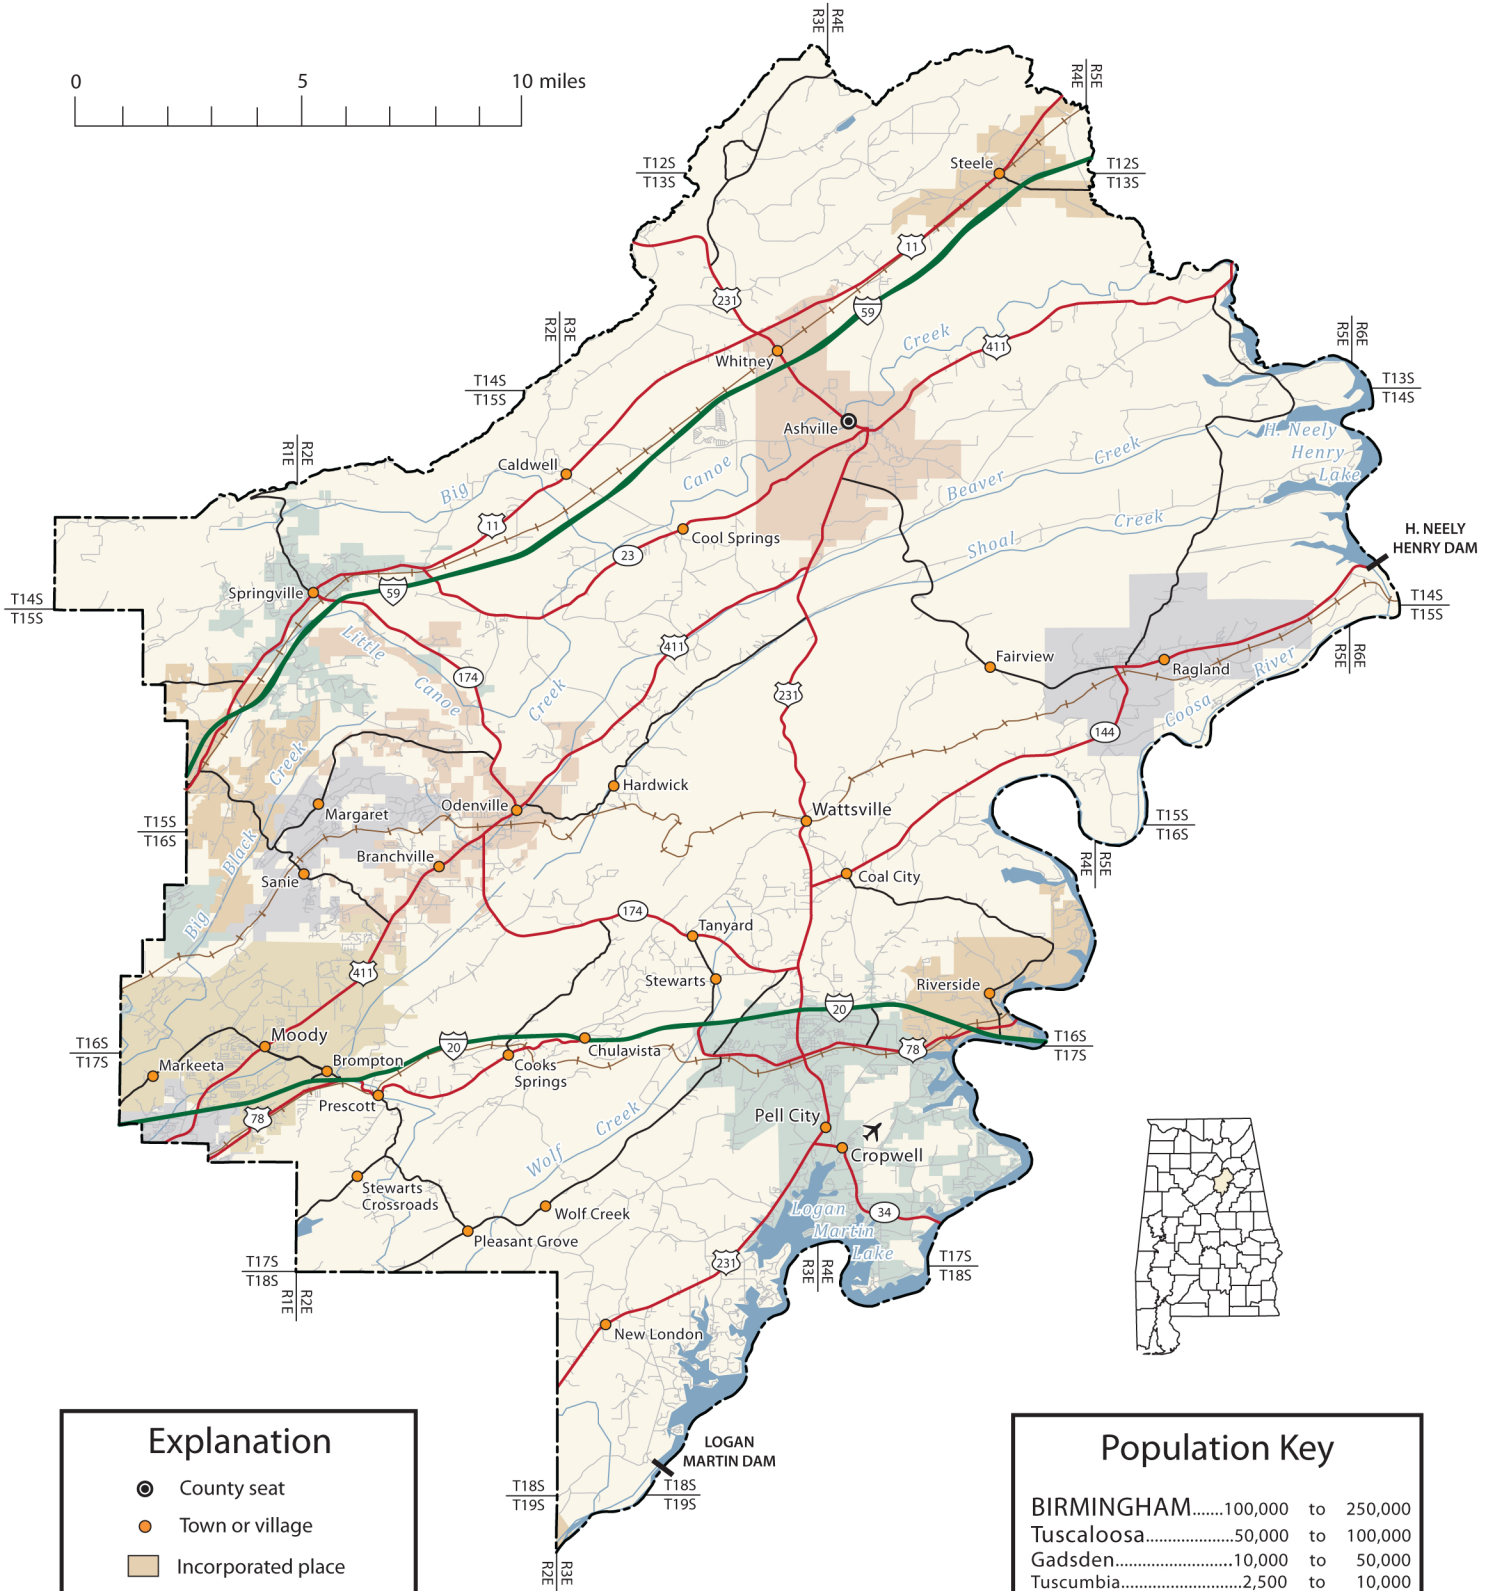 0 5 10 miles
R3E R4E
R4E R5E
T12S
T13S
T12S
T13S
Steele
11
231
59
R2E R3E
Creek
411
R5E R6E
Whitney
T14S
T15S
T13S
T14S
Ashville
R1E R2E
H. Neely
Henry
Lake
Caldwell
Big
Canoe
Beaver
Creek
11
Creek
Shoal
Cool Springs
23
H. NEELY
HENRY DAM
Springville
59
T14S
T15S
T14S
T15S
Little
Canoe
Creek
411
174
Fairview
Ragland
River
Coosa
R5E R6E
231
144
Creek
Hardwick
Margaret
Odenville
Wattsville
T15S
T16S
T15S
T16S
Black
Big
Branchville
Sanie
Coal City
R4E R5E
174
Tanyard
411
Stewarts
Riverside
20
T16S
T17S
T16S
T17S
Moody
Markeeta
Brompton
20
Chulavista
Cooks
Springs
78
Prescott
78
Pell City
Wolf
Creek
Cropwell
Stewarts
Crossroads
Wolf Creek
Pleasant Grove
Logan
Martin
Lake
34
T17S
T18S
R1E R2E
231
R3E R4E
T17S
T18S
New London
LOGAN
MARTIN DAM
T18S
T19S
T18S
T19S
R2E R3E
Explanation
County seat
Town or village
Incorporated place
Population Key
BIRMINGHAM.......100,000 to 250,000
Tuscaloosa......................50,000 to 100,000
Gadsden.............................10,000 to 50,000
Tuscumbia..............................2,500 to 10,000